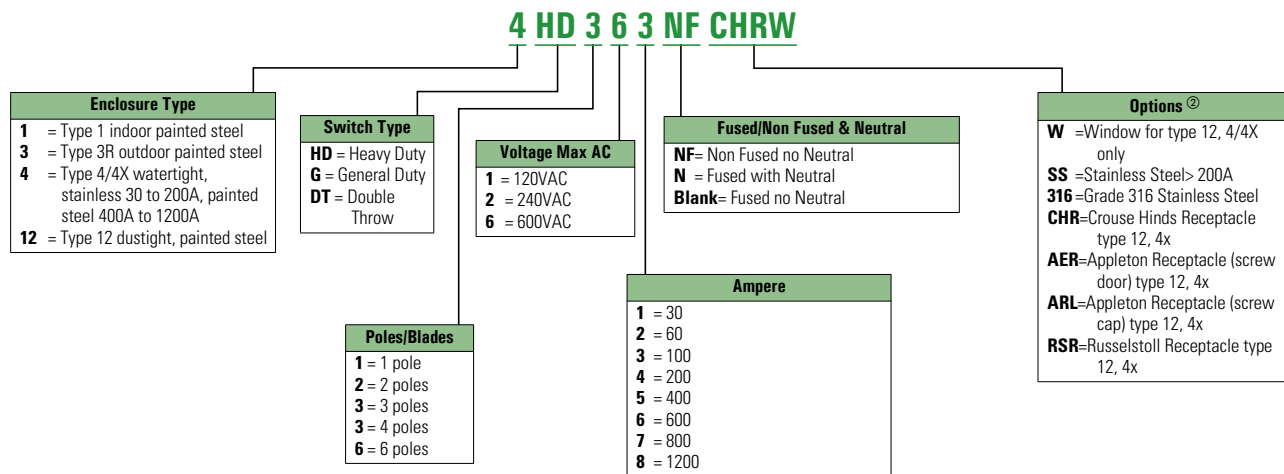 4 HD 3 6 3 NF CHRW
Enclosure Type
1 = Type 1 indoor painted steel
3 = Type 3R outdoor painted steel
4 = Type 4/4X watertight,
stainless 30 to 200A, painted
steel 400A to 1200A
12 = Type 12 dustight, painted steel
Switch Type
HD = Heavy Duty
G = General Duty
DT = Double
Throw
Poles/Blades
1 = 1 pole
2 = 2 poles
3 = 3 poles
3 = 4 poles
6 = 6 poles
Voltage Max AC
1 = 120VAC
2 = 240VAC
6 = 600VAC
Ampere
1 = 30
2 = 60
3 = 100
4 = 200
5 = 400
6 = 600
7 = 800
8 = 1200
Fused/Non Fused & Neutral
NF= Non Fused no Neutral
N = Fused with Neutral
Blank= Fused no Neutral
Options ②
W =Window for type 12, 4/4X
only
SS =Stainless Steel> 200A
316=Grade 316 Stainless Steel
CHR=Crouse Hinds Receptacle
type 12, 4x
AER=Appleton Receptacle (screw
door) type 12, 4x
ARL=Appleton Receptacle (screw
cap) type 12, 4x
RSR=Russelstoll Receptacle type
12, 4x